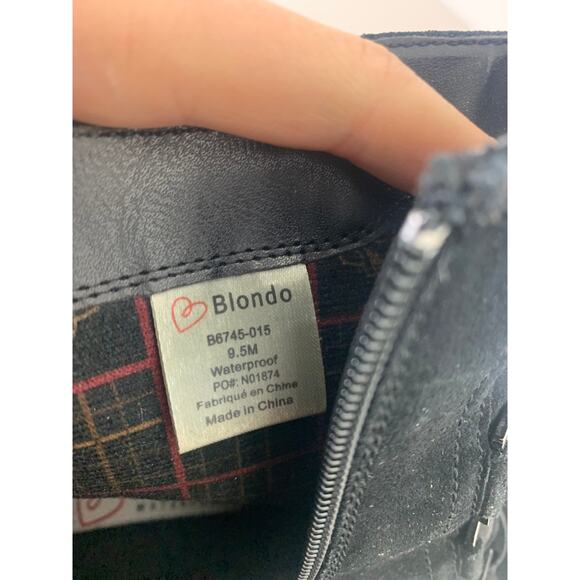 Blondo
B6745-015
9.5M
Waterproof
PO#: N01874
Fabriqué en Chine
Made in China